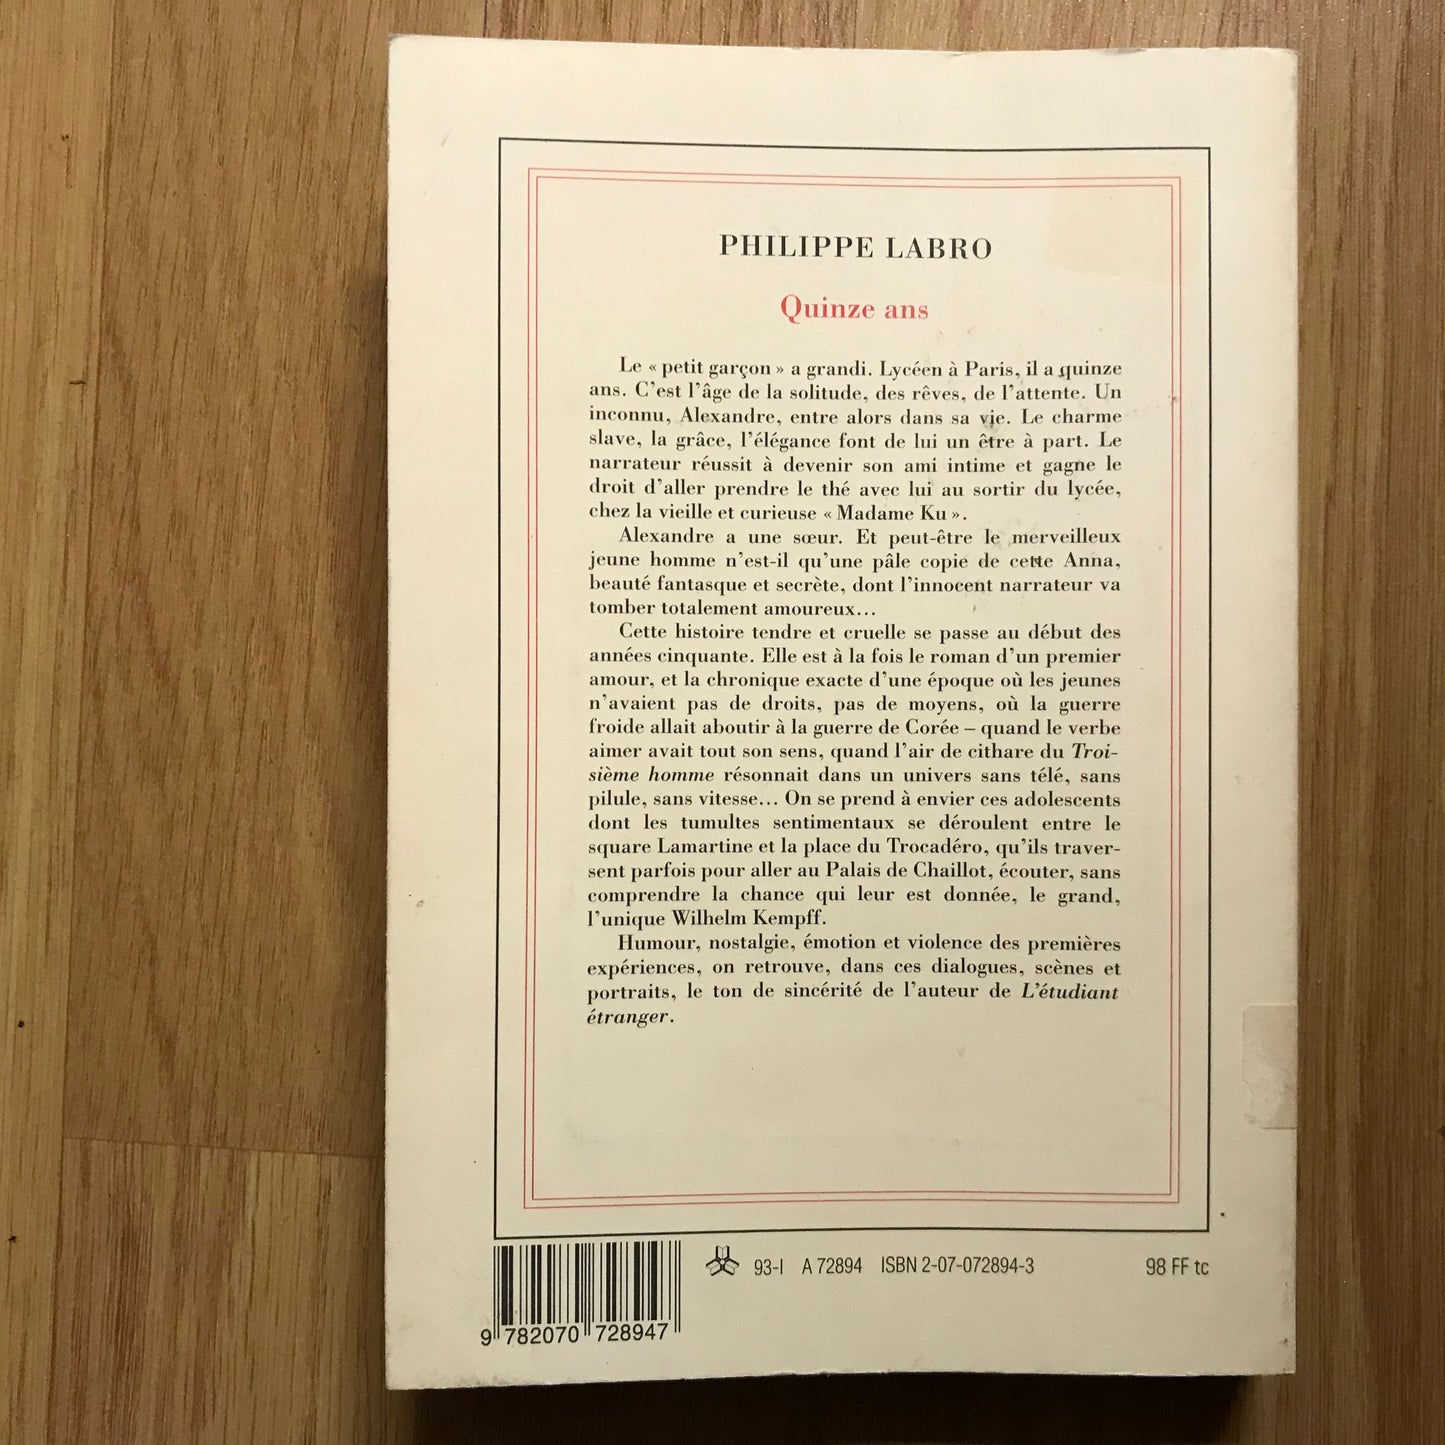 PHILIPPE LABRO
Quinze ans
Le « petit garçon » a grandi. Lycéen à Paris, il a quinze
ans. C'est l'âge de la solitude, des rêves, de l'attente. Un
inconnu, Alexandre, entre alors dans sa vie. Le charme
slave, la grâce, l'élégance font de lui un être à part. Le
narrateur réussit à devenir son ami intime et gagne le
droit d'aller prendre le thé avec lui au sortir du lycée,
chez la vieille et curieuse « Madame Ku ».
Alexandre a une sœur. Et peut-être le merveilleux
jeune homme n'est-il qu'une pâle copie de cette Anna,
beauté fantasque et secrète, dont l'innocent narrateur va
tomber totalement amoureux...
Cette histoire tendre et cruelle se passe au début des
années cinquante. Elle est à la fois le roman d'un premier
amour, et la chronique exacte d'une époque où les jeunes
n'avaient pas de droits, pas de moyens, où la guerre
froide allait aboutir à la guerre de Corée – quand le verbe
aimer avait tout son sens, quand l'air de cithare du Troi-
sième homme résonnait dans un univers sans télé, sans
pilule, sans vitesse... On se prend à envier ces adolescents
dont les tumultes sentimentaux se déroulent entre le
square Lamartine et la place du Trocadéro, qu'ils traver-
sent parfois pour aller au Palais de Chaillot, écouter, sans
comprendre la chance qui leur est donnée, le grand,
l'unique Wilhelm Kempff.
Humour, nostalgie, émotion et violence des premières
expériences, on retrouve, dans ces dialogues, scènes et
portraits, le ton de sincérité de l'auteur de L'étudiant
étranger.
93-I A 72894 ISBN 2-07-072894-3 98 FF tc
9 782070 728947